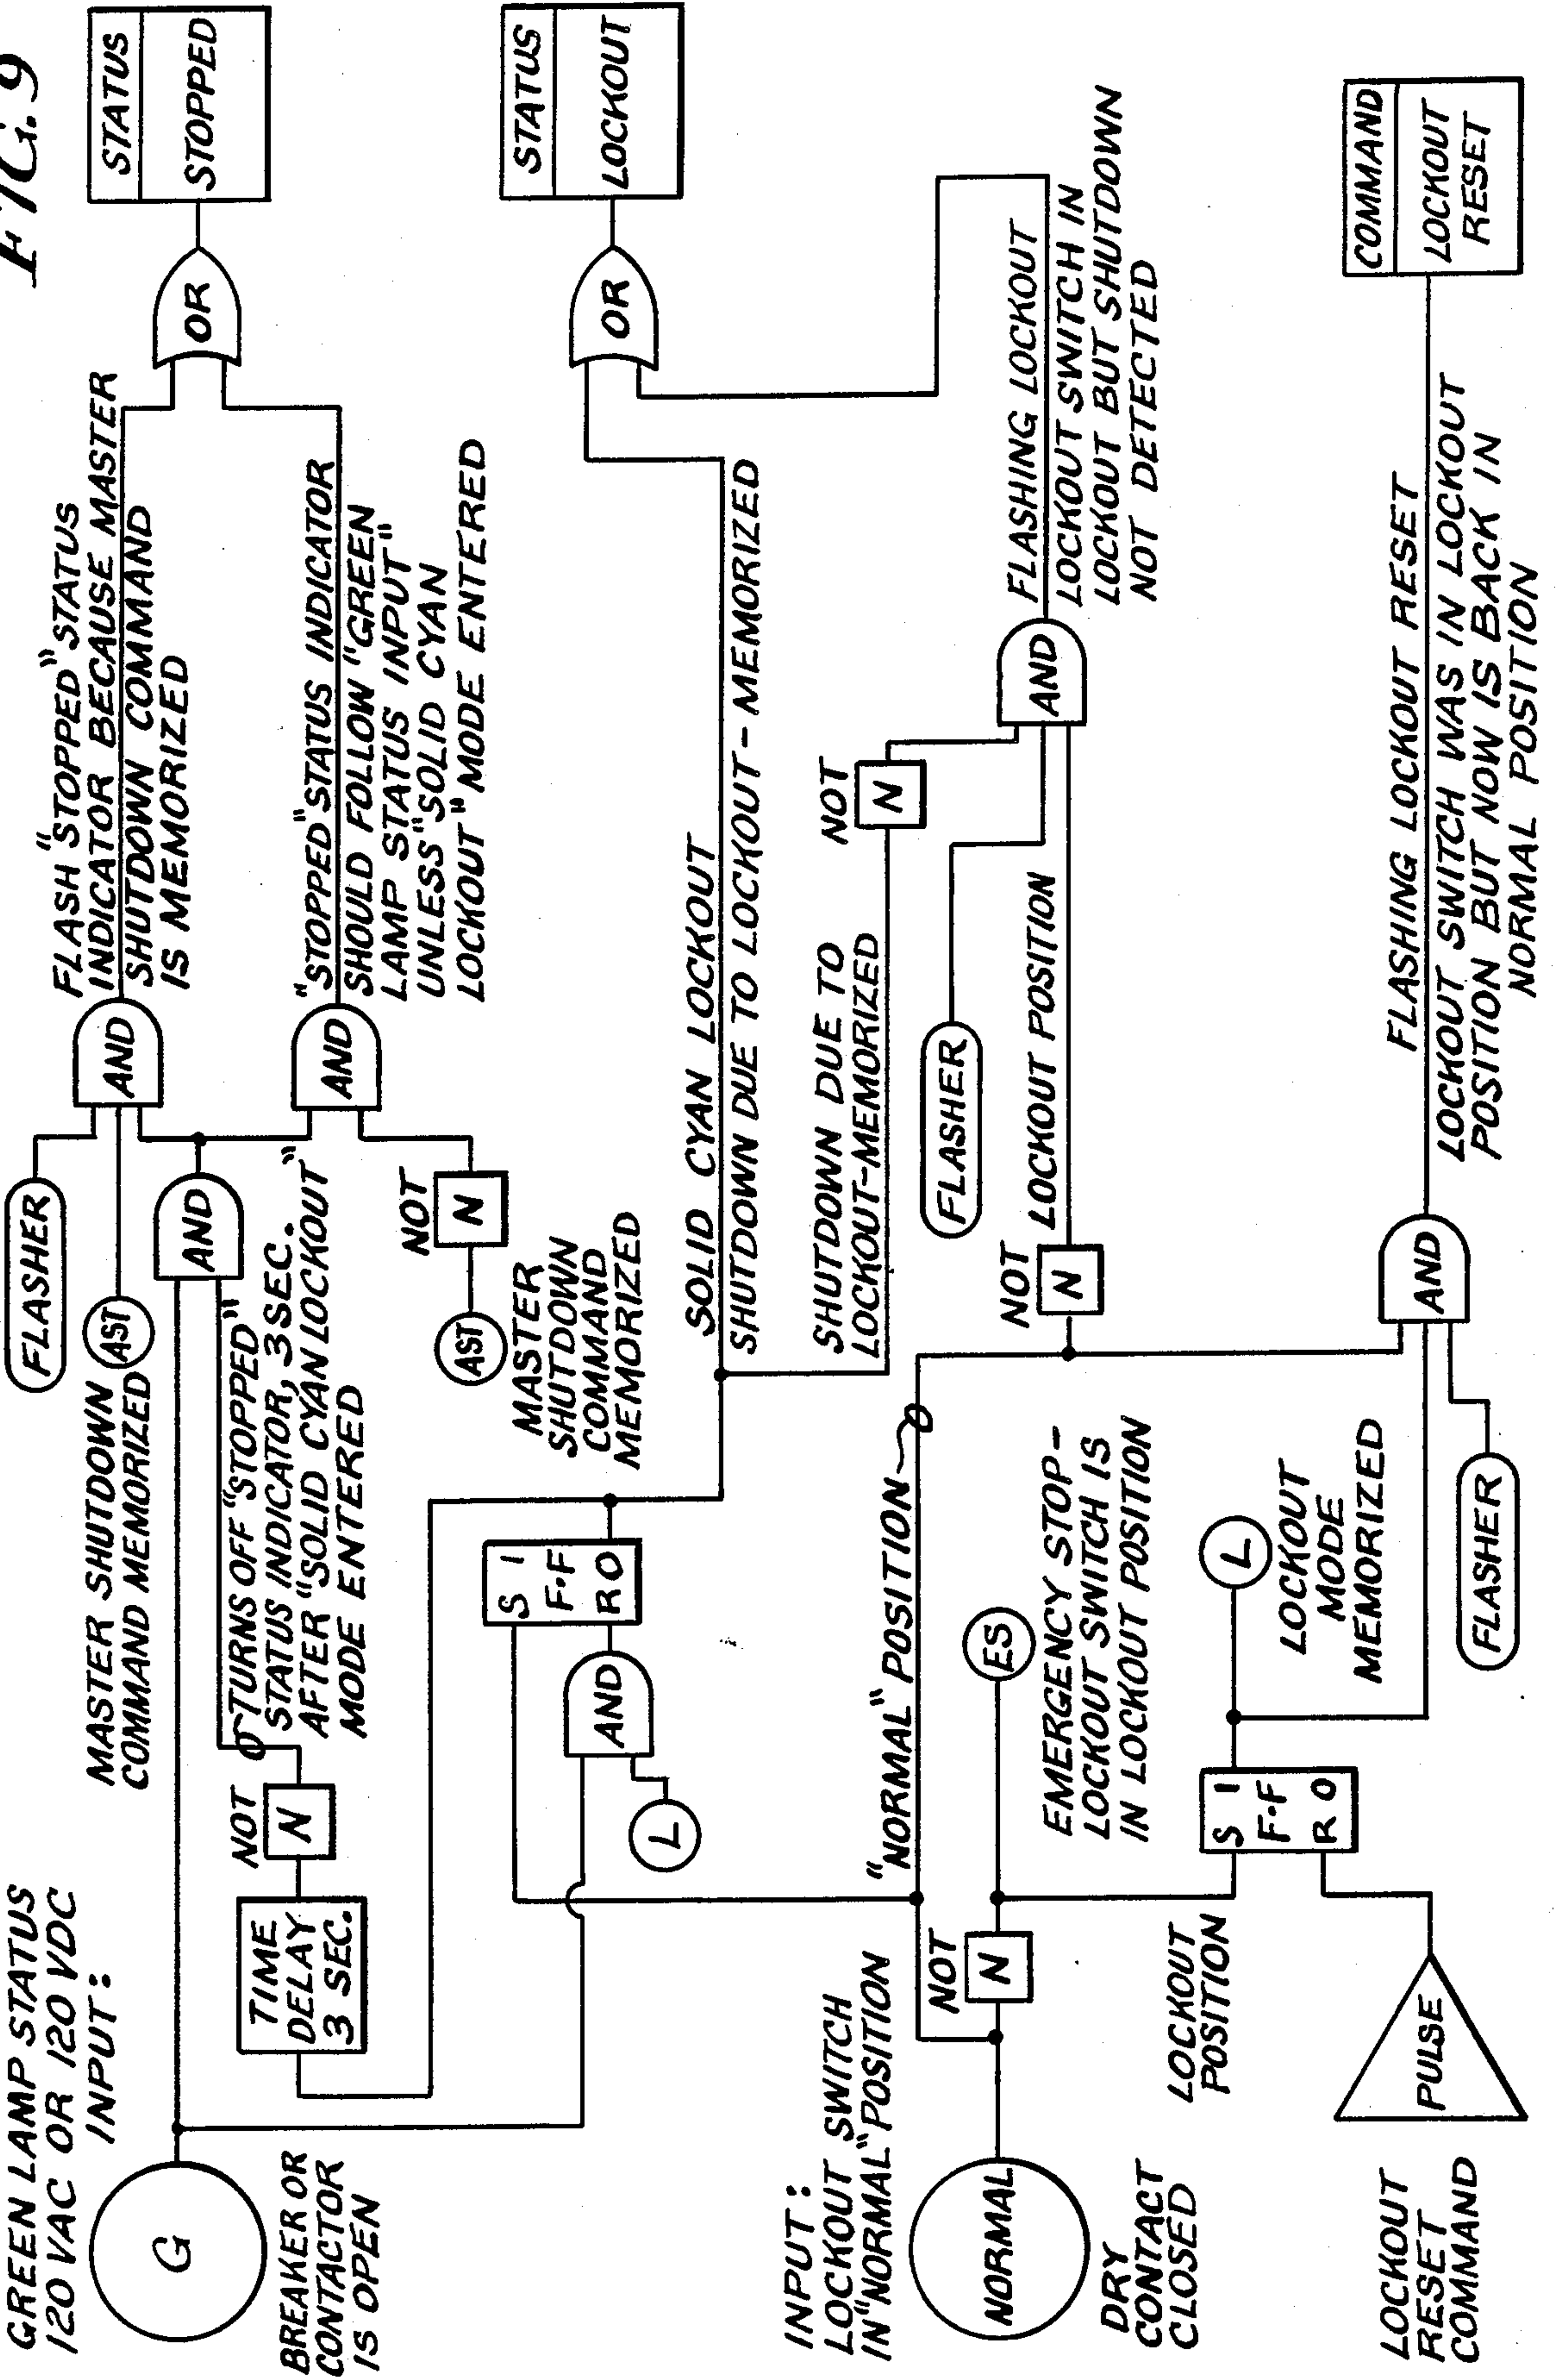 FIG. 9
GREEN LAMP STATUS
120 VAC OR 120 VDC
INPUT:
G
BREAKER OR
CONTACTOR
IS OPEN
MASTER SHUTDOWN
COMMAND MEMORIZED
FLASHER
AST
AND
AND
FLASH "STOPPED" STATUS
INDICATOR BECAUSE MASTER
SHUTDOWN COMMAND
IS MEMORIZED
OR
STATUS
STOPPED
TIME
DELAY
3 SEC.
NOT
N
TURNS OFF "STOPPED"
STATUS INDICATOR, 3 SEC.
AFTER "SOLID CYAN LOCKOUT"
MODE ENTERED
AND
"STOPPED" STATUS INDICATOR
SHOULD FOLLOW "GREEN
LAMP STATUS INPUT"
UNLESS "SOLID CYAN
LOCKOUT" MODE ENTERED
NOT
N
AST
MASTER
SHUTDOWN
COMMAND
MEMORIZED
L
AND
S 1
F-F
R O
SOLID CYAN LOCKOUT
SHUTDOWN DUE TO LOCKOUT - MEMORIZED
OR
STATUS
LOCKOUT
SHUTDOWN DUE TO
LOCKOUT-MEMORIZED
NOT
N
FLASHER
LOCKOUT POSITION
AND
FLASHING LOCKOUT
LOCKOUT SWITCH IN
LOCKOUT BUT SHUTDOWN
NOT DETECTED
INPUT:
LOCKOUT SWITCH
IN "NORMAL" POSITION
NORMAL
DRY
CONTACT
CLOSED
NOT
N
"NORMAL" POSITION
ES
EMERGENCY STOP-
LOCKOUT SWITCH IS
IN LOCKOUT POSITION
NOT
N
LOCKOUT
POSITION
LOCKOUT
RESET
COMMAND
PULSE
S 1
F-F
R O
L
LOCKOUT
MODE
MEMORIZED
FLASHER
AND
FLASHING LOCKOUT RESET
LOCKOUT SWITCH WAS IN LOCKOUT
POSITION BUT NOW IS BACK IN
NORMAL POSITION
COMMAND
LOCKOUT
RESET